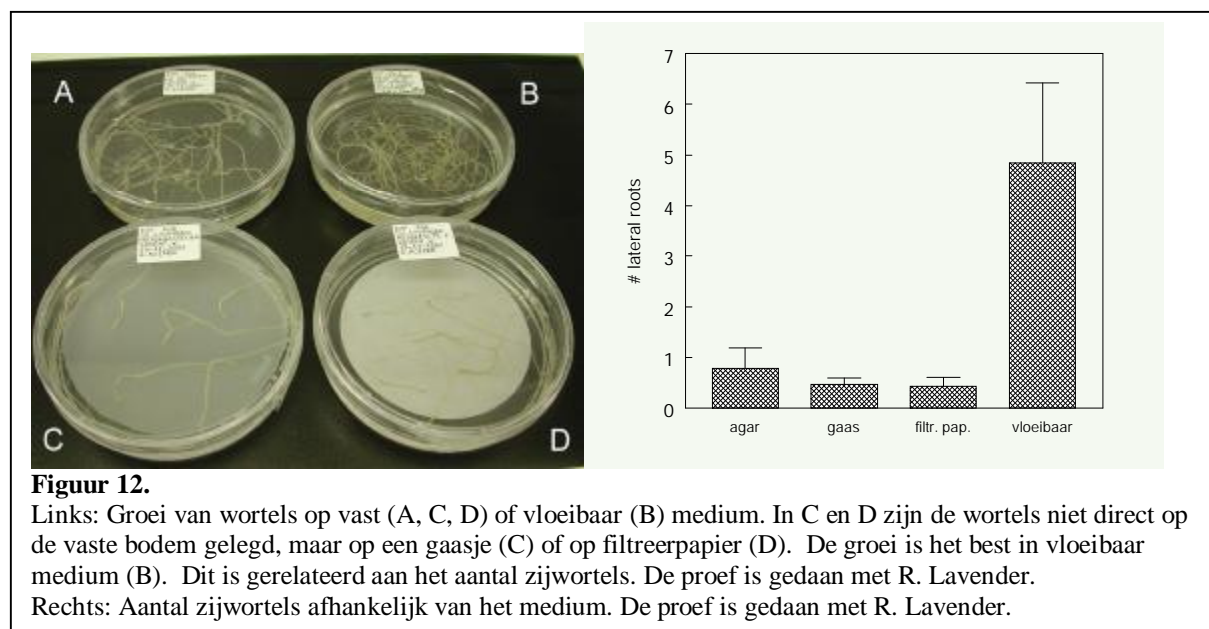 A
B
C
D
7
6
5
4
3
2
1
0
# lateral roots
agar
gaas
filtr. pap.
vloeibaar
Figuur 12.
Links: Groei van wortels op vast (A, C, D) of vloeibaar (B) medium. In C en D zijn de wortels niet direct op
de vaste bodem gelegd, maar op een gaasje (C) of op filtreerpapier (D). De groei is het best in vloeibaar
medium (B). Dit is gerelateerd aan het aantal zijwortels. De proef is gedaan met R. Lavender.
Rechts: Aantal zijwortels afhankelijk van het medium. De proef is gedaan met R. Lavender.